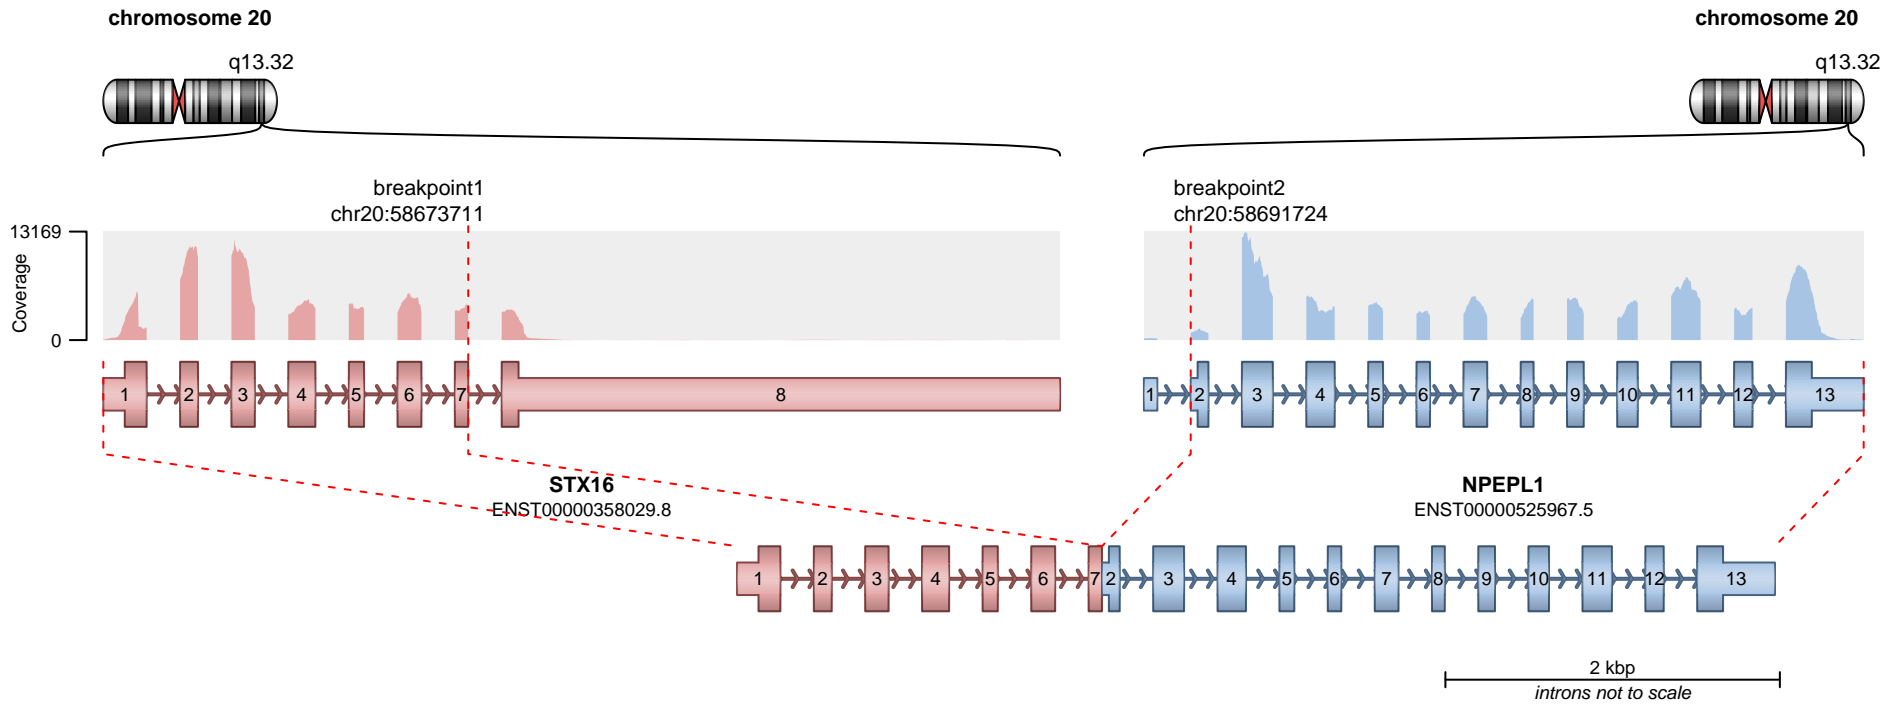 chromosome 20
chromosome 20
q13.32
q13.32
breakpoint1
chr20:58673711
breakpoint2
chr20:58691724
13169
Coverage
0
1 2 3 4 5 6 7 8
1 2 3 4 5 6 7 8 9 10 11 12 13
STX16
ENST00000358029.8
NPEPL1
ENST00000525967.5
1 2 3 4 5 6 7 2 3 4 5 6 7 8 9 10 11 12 13
2 kbp
introns not to scale